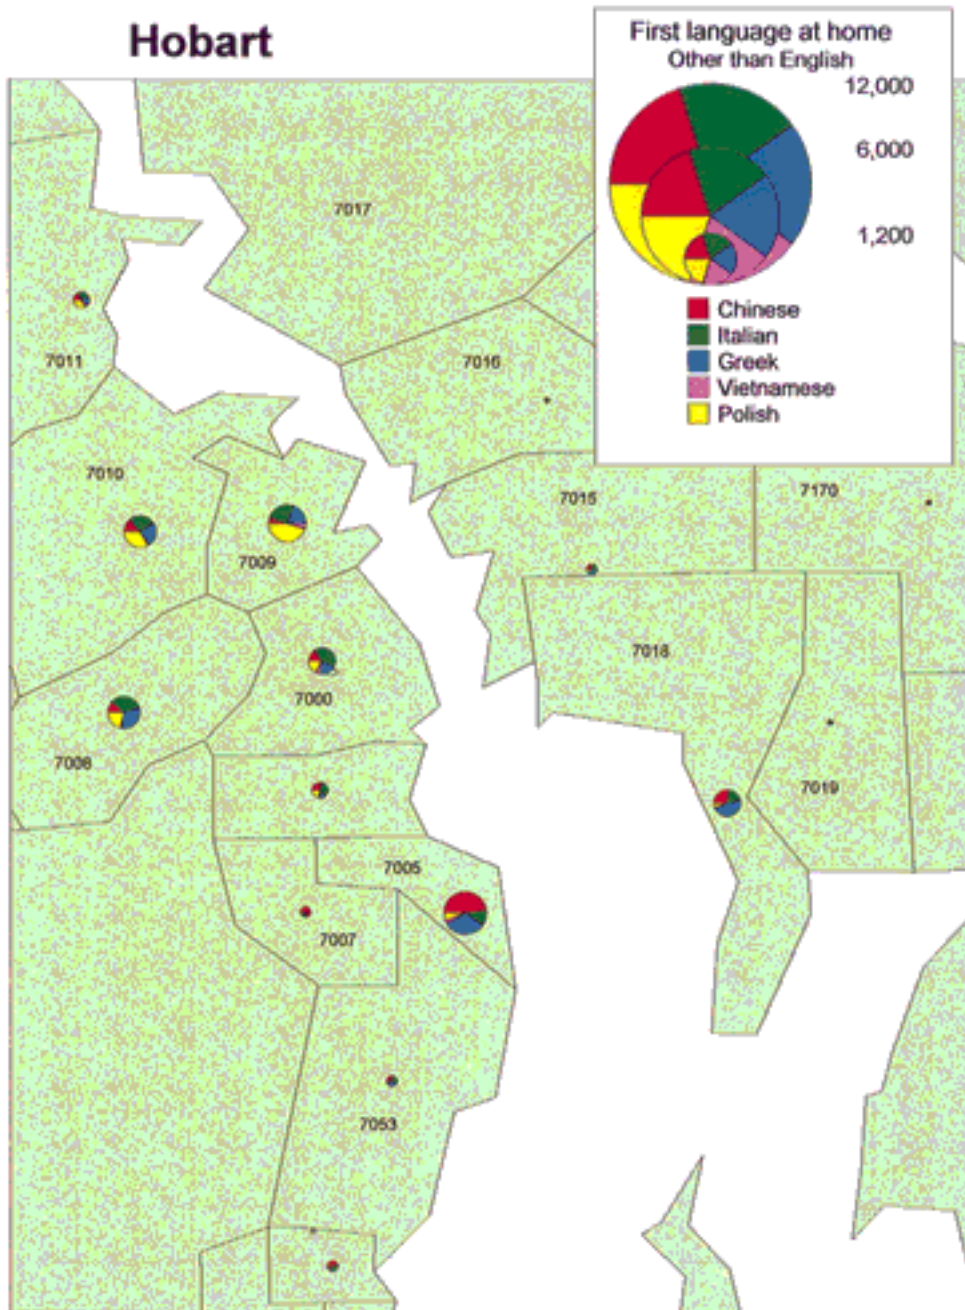 Hobart
First language at home
Other than English
12,000
6,000
1,200
Chinese
Italian
Greek
Vietnamese
Polish
7017
7011
7016
7010
7015
7170
7009
7018
7000
7008
7019
7005
7007
7053